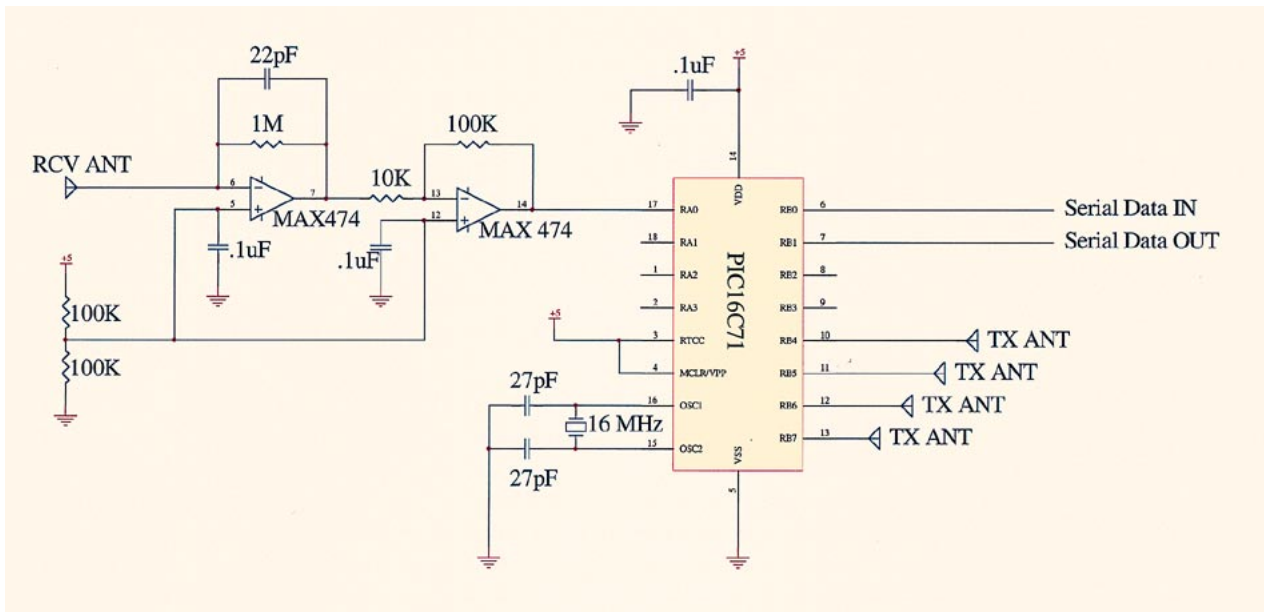 22pF
1M
RCV ANT
6
5
7
MAX474
.1uF
10K
100K
13
12
14
MAX 474
.1uF
+5
100K
100K
.1uF
+5
14
VDD
PIC16C71
17 RA0
18 RA1
1 RA2
2 RA3
+5
3 RTCC
4 MCLR/VPP
27pF
16 OSC1
16 MHz
15 OSC2
27pF
RB0 6 Serial Data IN
RB1 7 Serial Data OUT
RB2 8
RB3 9
RB4 10 TX ANT
RB5 11 TX ANT
RB6 12 TX ANT
RB7 13 TX ANT
VSS
5